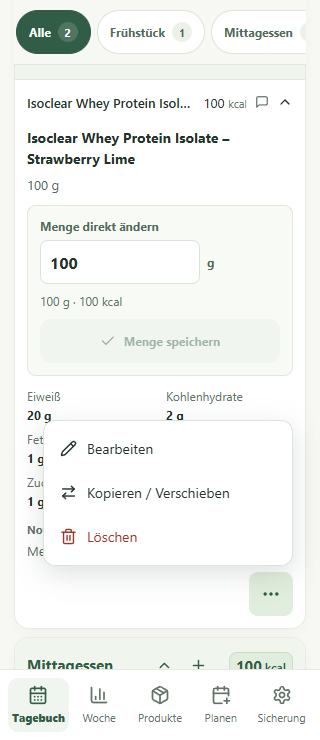 Alle 2 Frühstück 1 Mittagessen
Isoclear Whey Protein Isol... 100 kcal
Isoclear Whey Protein Isolate –
Strawberry Lime
100 g
Menge direkt ändern
100 g
100 g · 100 kcal
Menge speichern
Eiweiß Kohlenhydrate
20 g 2 g
1 g
1 g
Bearbeiten
Kopieren / Verschieben
Löschen
Mittagessen 100 kcal
Tagebuch Woche Produkte Planen Sicherung